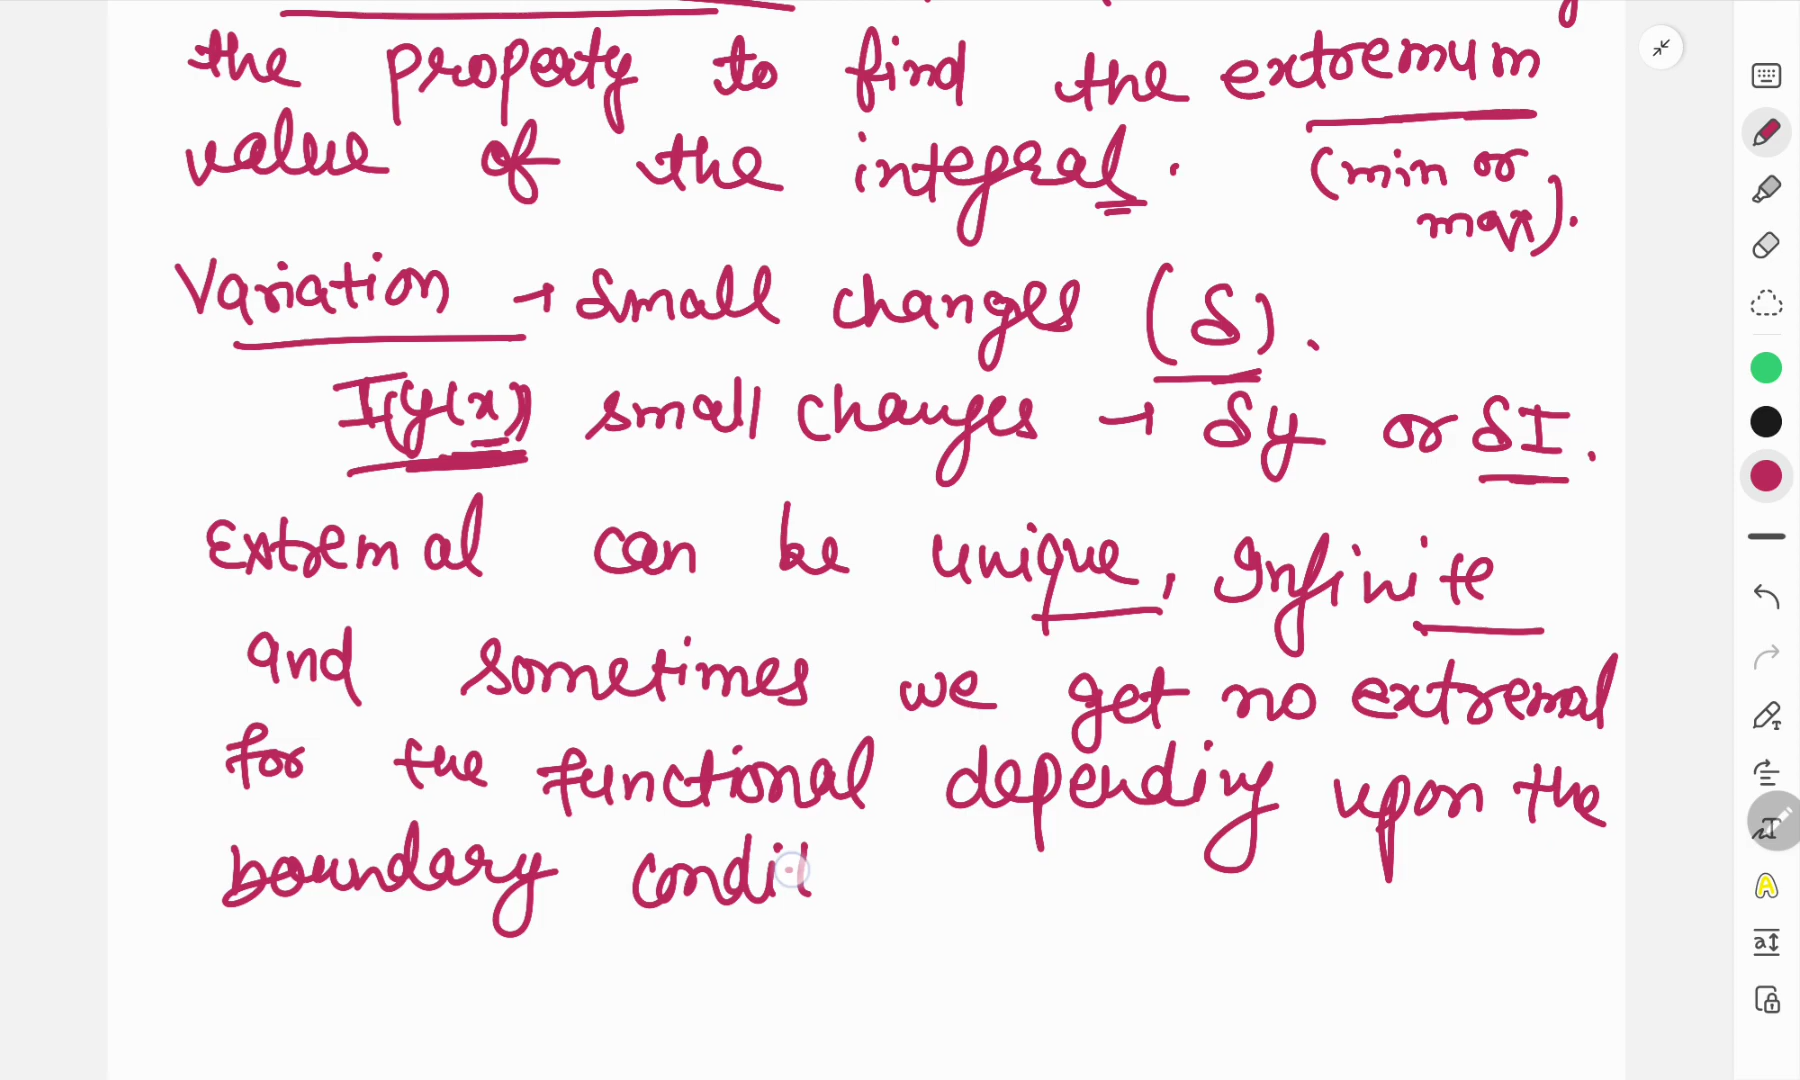 the property to find the extremum
value of the integral. (min or
max).
Variation → Small changes (δ).
I(y(x)) small changes → δy or δI.
Extremal can be unique, Infinite
and sometimes we get no extremal
for the functional depending upon the
boundary condit